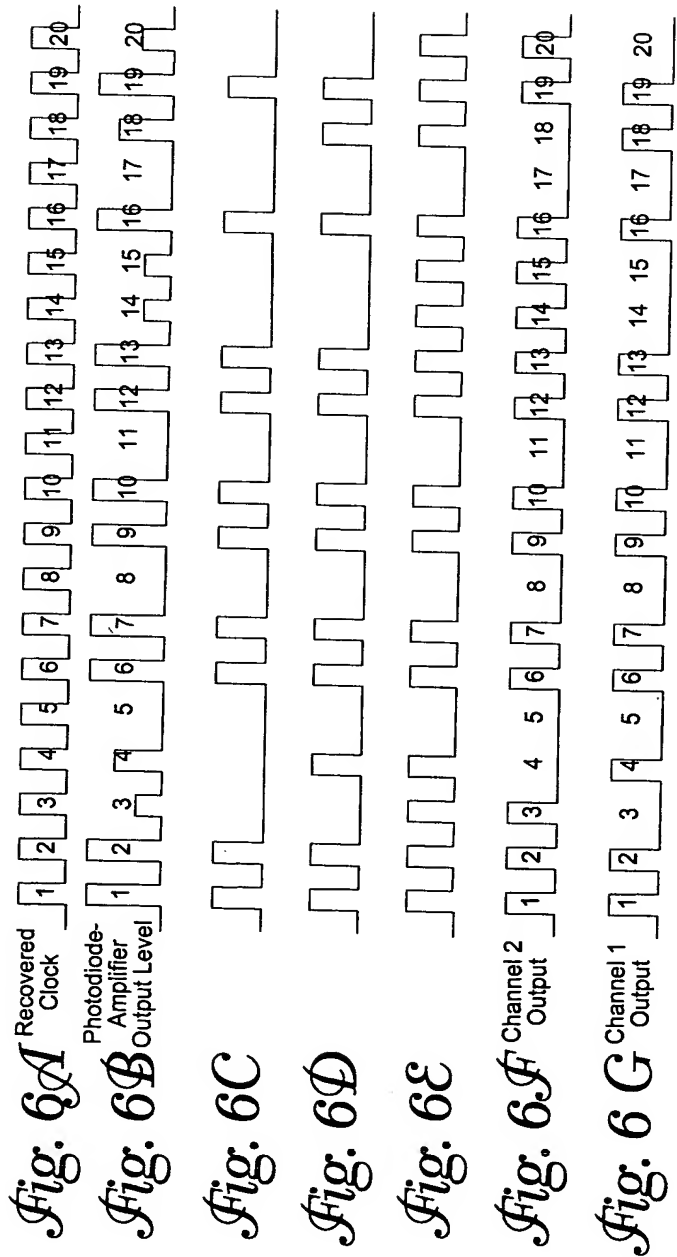 Fig. 6A Recovered Clock 1 2 3 4 5 6 7 8 9 10 11 12 13 14 15 16 17 18 19 20
Fig. 6B Photodiode-Amplifier Output Level 1 2 3 4 5 6 7 8 9 10 11 12 13 14 15 16 17 18 19 20
Fig. 6C
Fig. 6D
Fig. 6E
Fig. 6F Channel 2 Output 1 2 3 4 5 6 7 8 9 10 11 12 13 14 15 16 17 18 19 20
Fig. 6 G Channel 1 Output 1 2 3 4 5 6 7 8 9 10 11 12 13 14 15 16 17 18 19 20